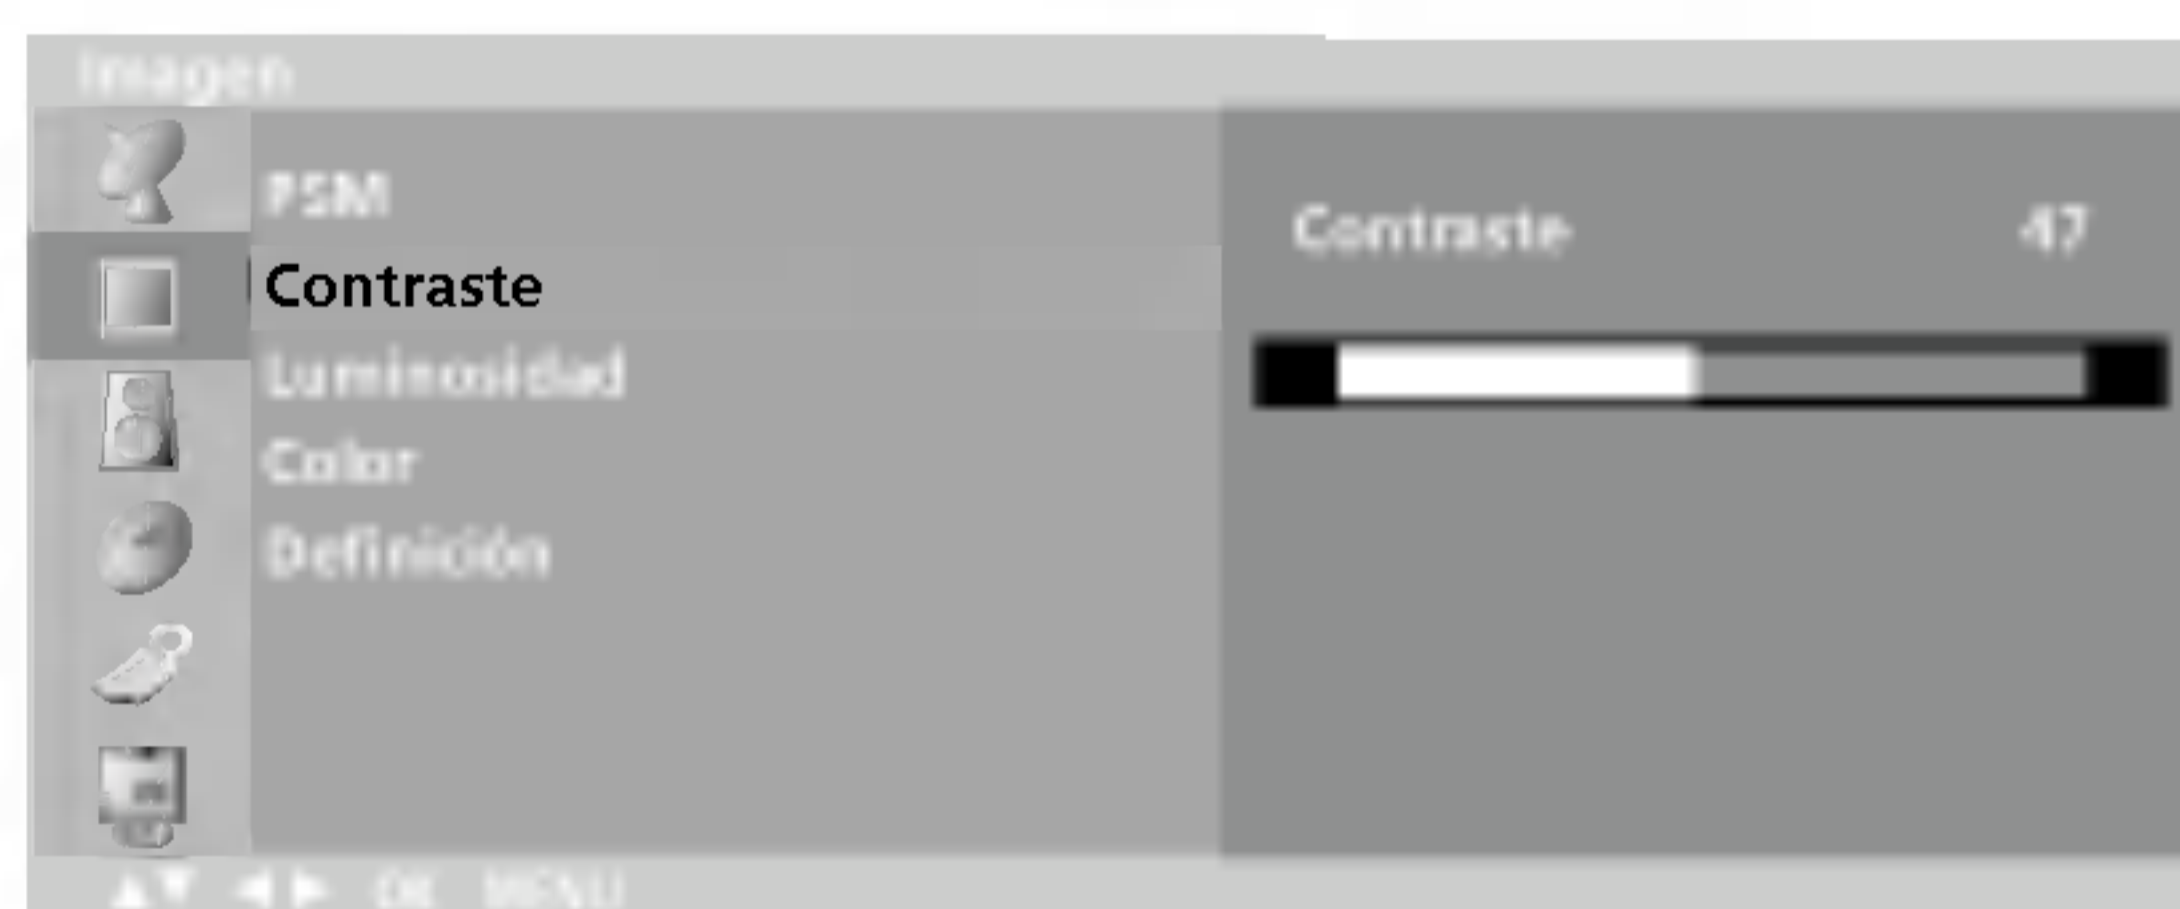 Imagen
PSM
Contraste
Luminosidad
Color
Definición
Contraste 47
▲▼ ◀ ▶ OK MENU